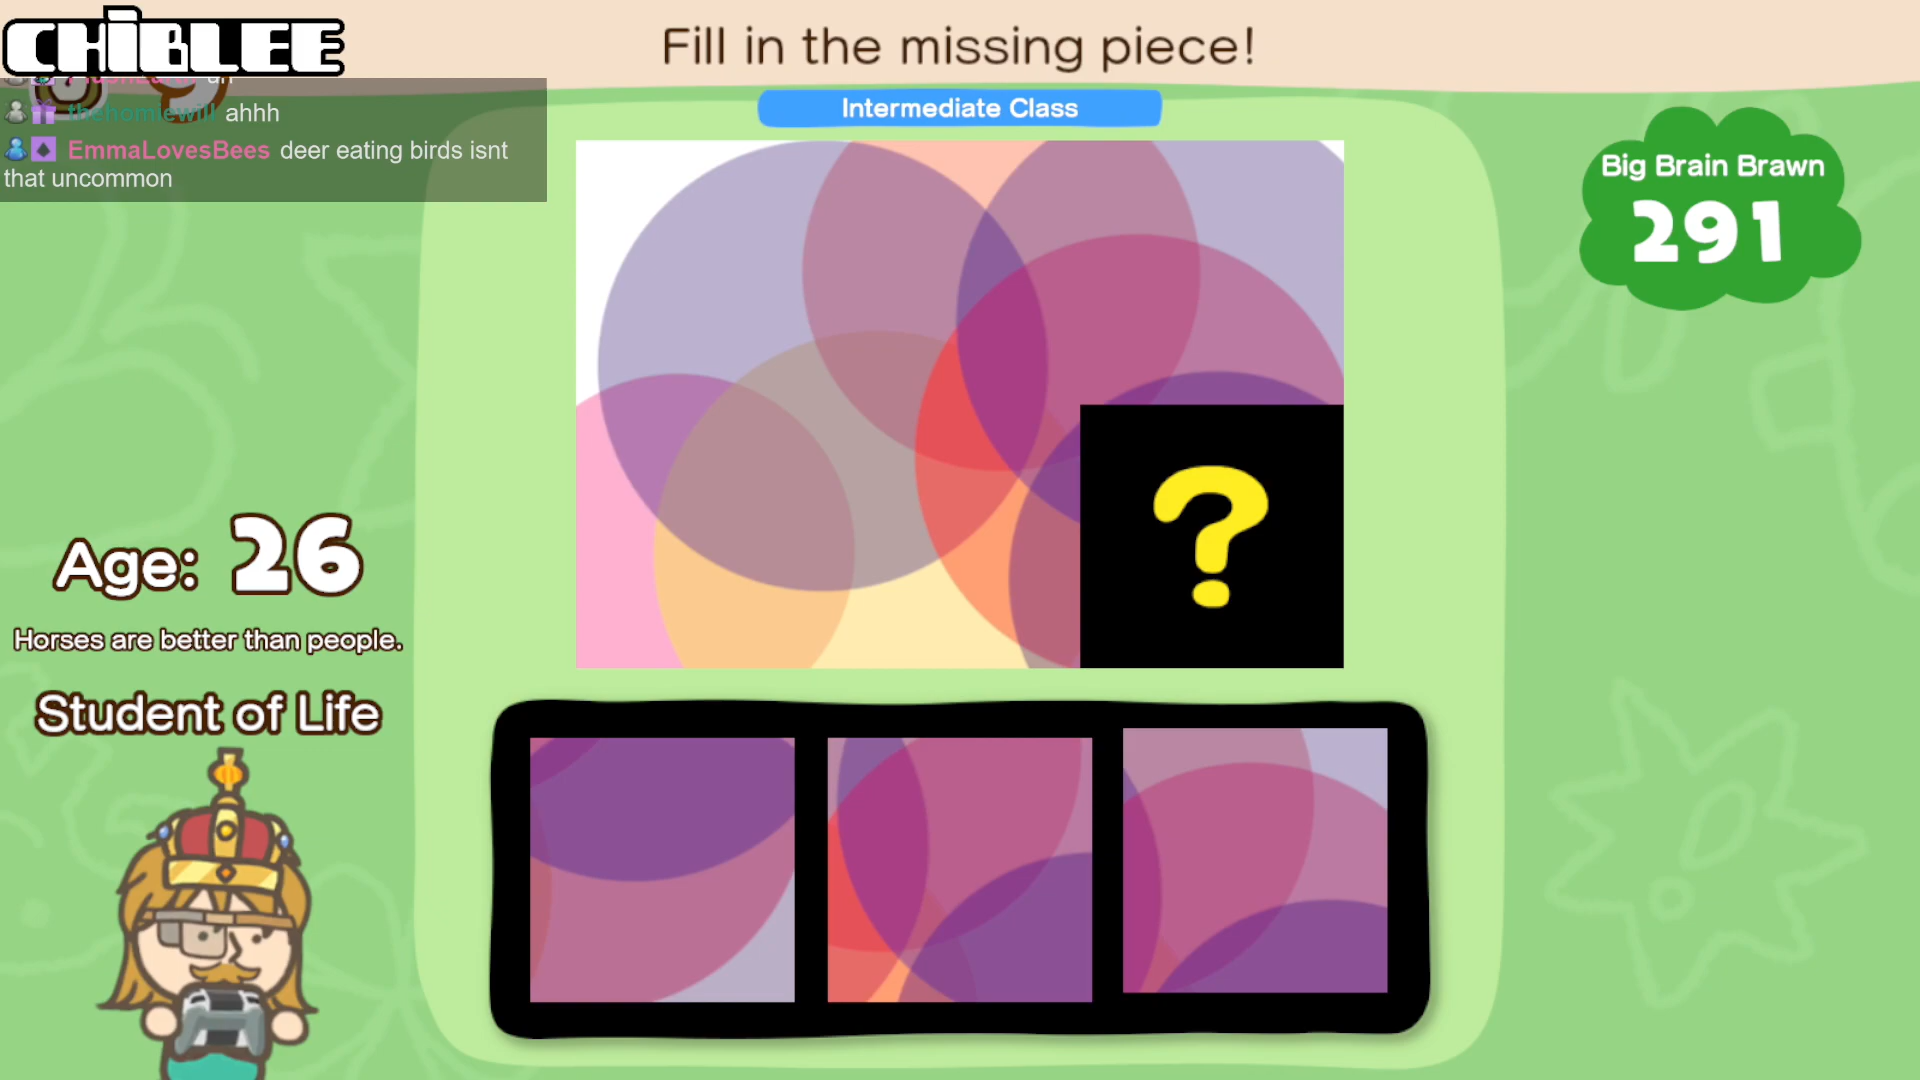 CHiBLEE
Fill in the missing piece!
Intermediate Class
thehomiewill ahhh
EmmaLovesBees deer eating birds isnt
that uncommon
Big Brain Brawn
291
Age: 26
Horses are better than people.
Student of Life
?